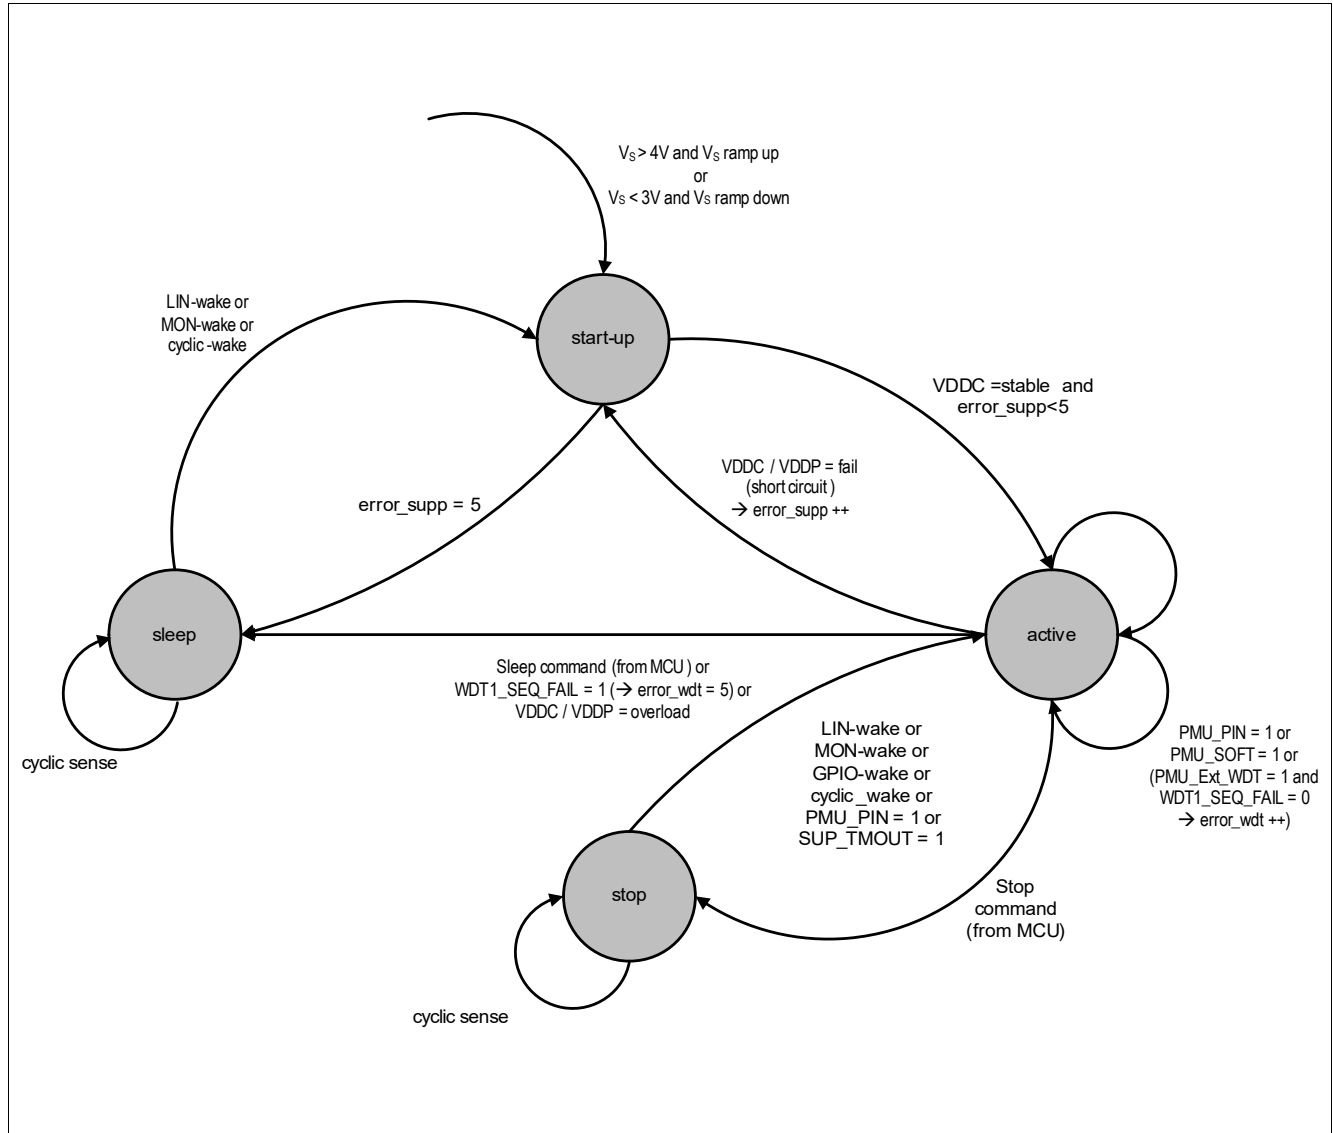 V_S > 4V and V_S ramp up
or
V_S < 3V and V_S ramp down
LIN-wake or
MON-wake or
cyclic-wake
start-up
VDDC =stable and
error_supp<5
VDDC / VDDP = fail
(short circuit)
→ error_supp ++
error_supp = 5
sleep
active
Sleep command (from MCU) or
WDT1_SEQ_FAIL = 1 (→ error_wdt = 5) or
VDDC / VDDP = overload
cyclic sense
LIN-wake or
MON-wake or
GPIO-wake or
cyclic_wake or
PMU_PIN = 1 or
SUP_TMOUT = 1
PMU_PIN = 1 or
PMU_SOFT = 1 or
(PMU_Ext_WDT = 1 and
WDT1_SEQ_FAIL = 0
→ error_wdt ++)
stop
Stop
command
(from MCU)
cyclic sense